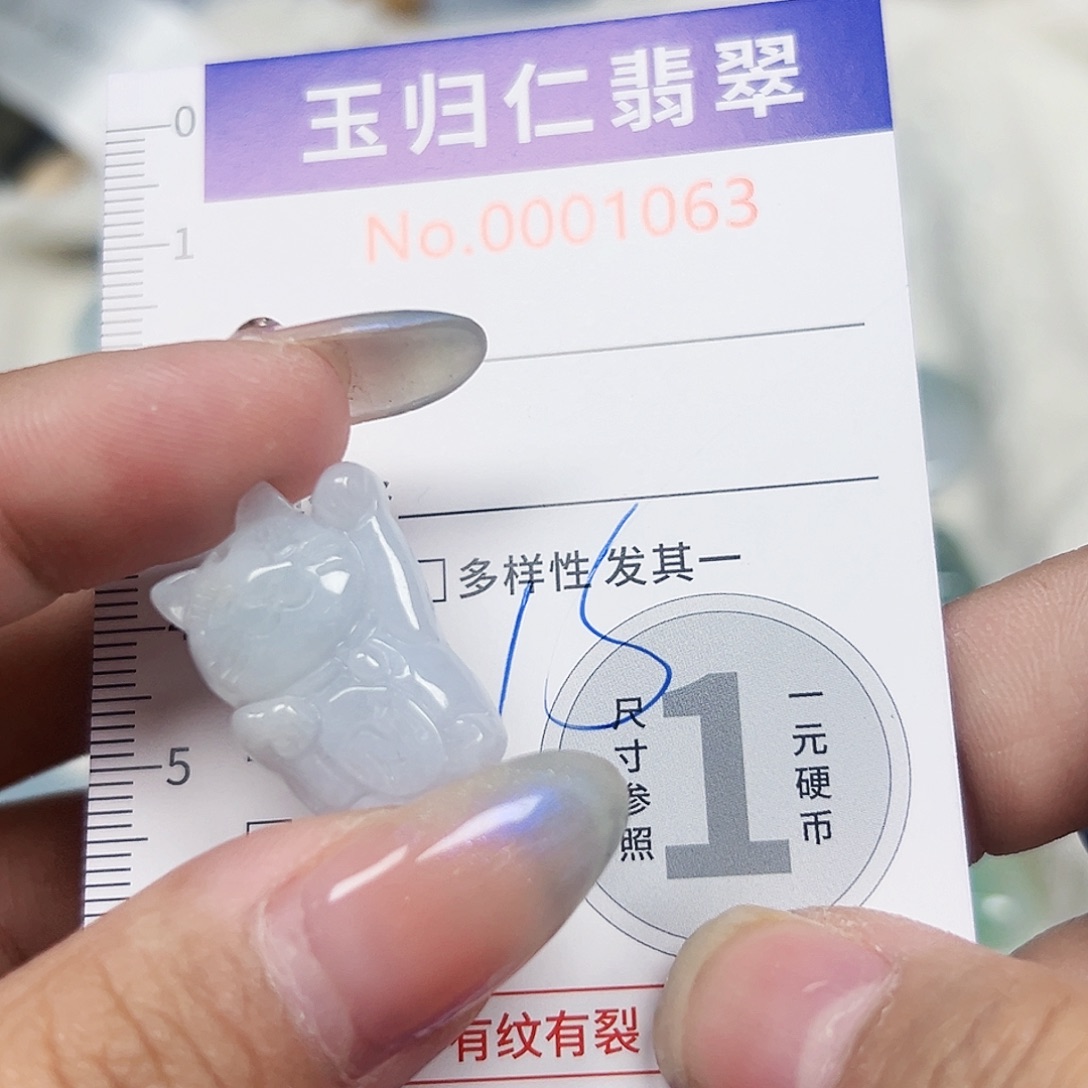 玉归仁翡翠
No.0001063
0
1
多样性 发其一
15
尺寸参照
1
一元硬币
5
有纹有裂